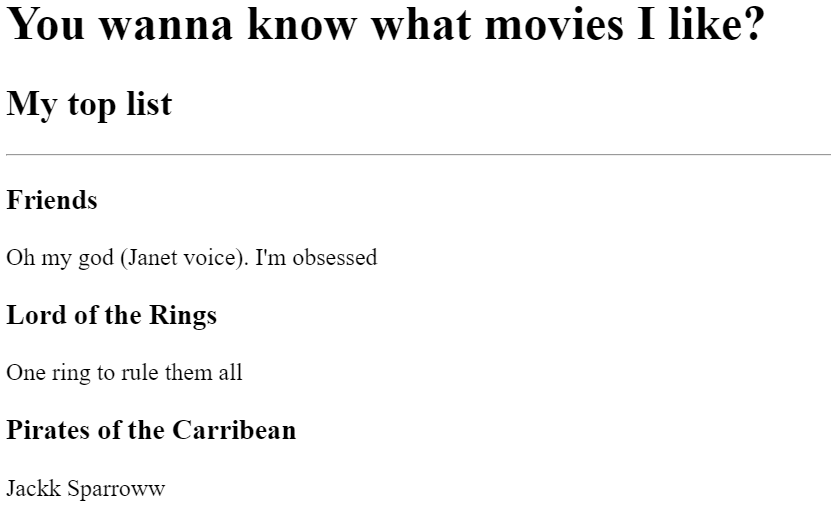 You wanna know what movies I like?
My top list
Friends
Oh my god (Janet voice). I'm obsessed
Lord of the Rings
One ring to rule them all
Pirates of the Carribean
Jackk Sparroww